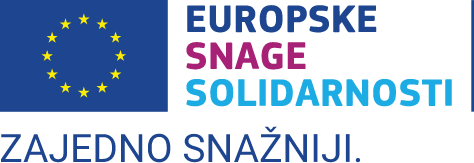 EUROPSKE
SNAGE
SOLIDARNOSTI
ZAJEDNO SNAŽNIJI.